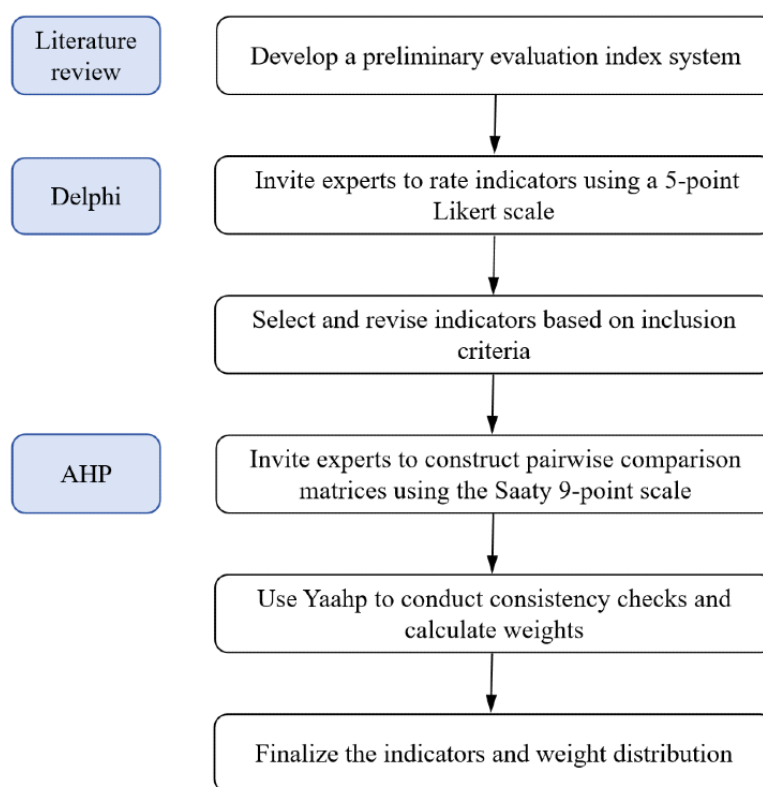 Literature
review
Develop a preliminary evaluation index system
Delphi
Invite experts to rate indicators using a 5-point
Likert scale
Select and revise indicators based on inclusion
criteria
AHP
Invite experts to construct pairwise comparison
matrices using the Saaty 9-point scale
Use Yaahp to conduct consistency checks and
calculate weights
Finalize the indicators and weight distribution